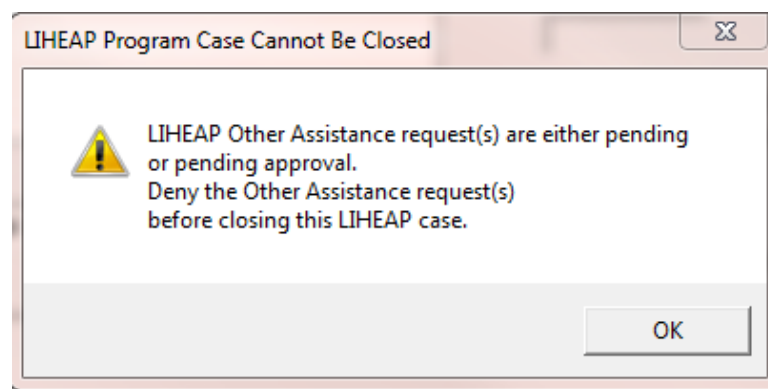 LIHEAP Program Case Cannot Be Closed
LIHEAP Other Assistance request(s) are either pending
or pending approval.
Deny the Other Assistance request(s)
before closing this LIHEAP case.
OK